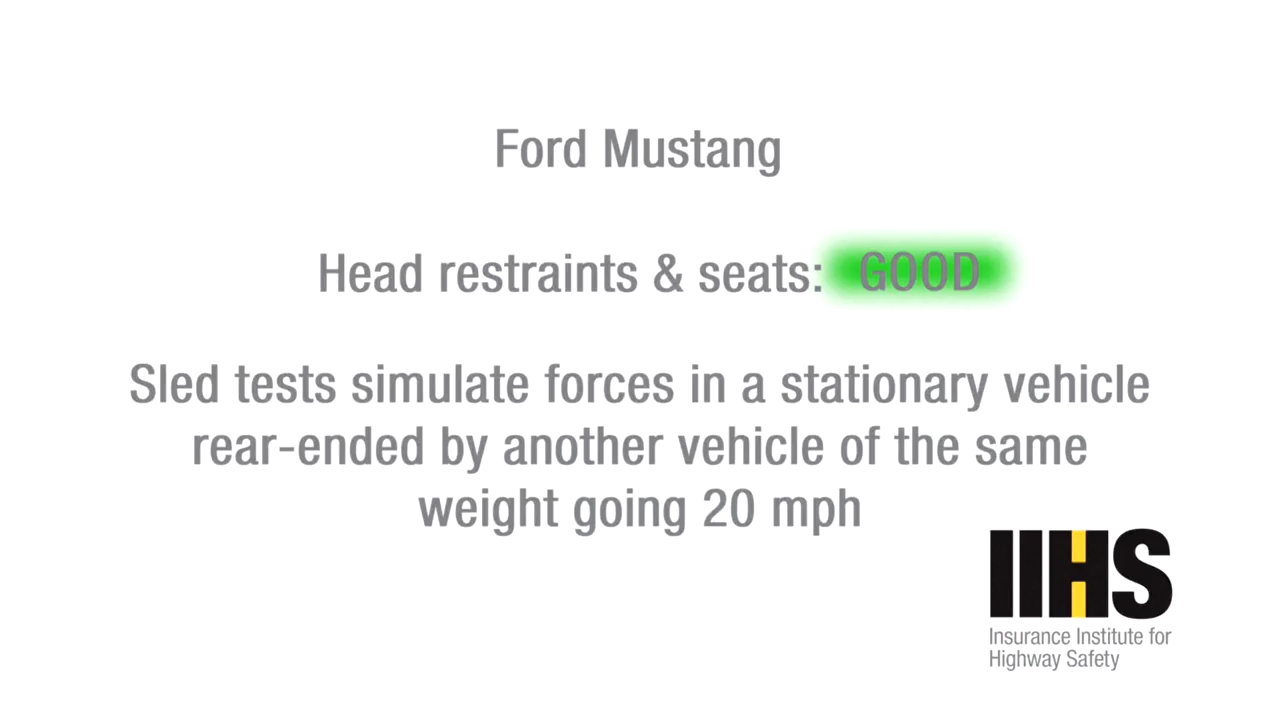 Ford Mustang
Head restraints & seats: GOOD
Sled tests simulate forces in a stationary vehicle
rear-ended by another vehicle of the same
weight going 20 mph
IIHS
Insurance Institute for
Highway Safety